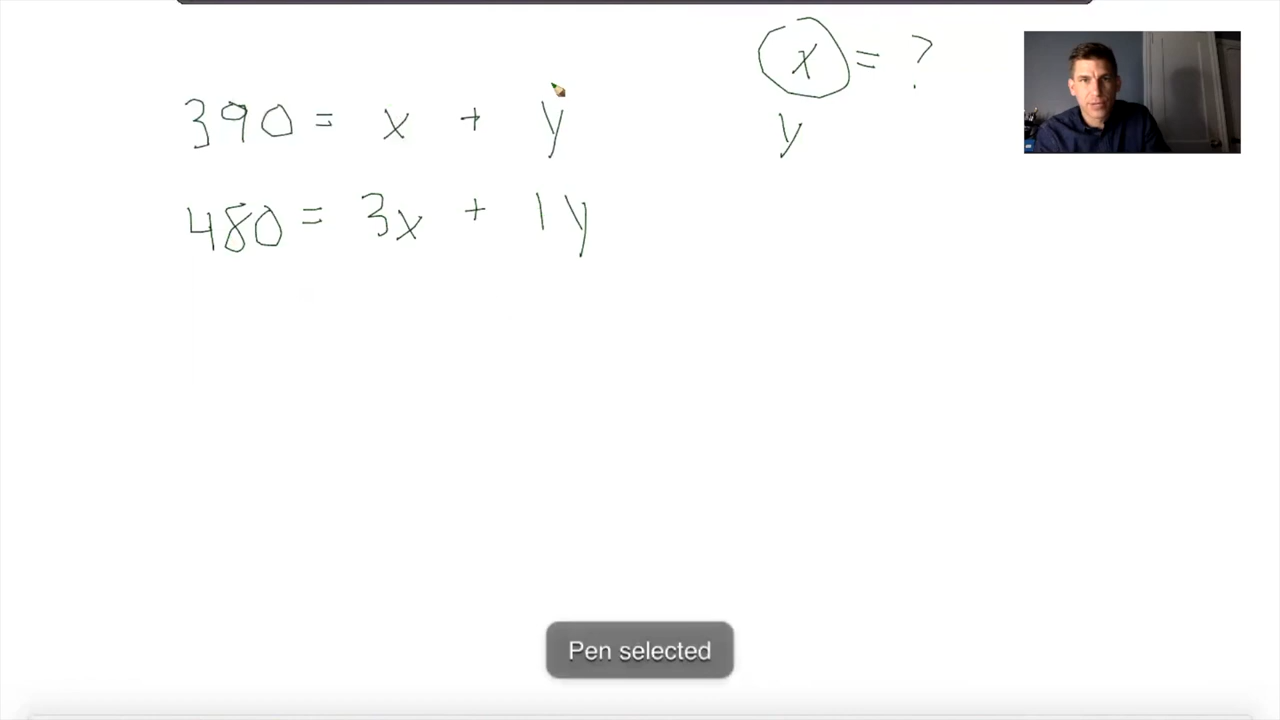 x = ?
390 = x + y
y
480 = 3x + 1y
Pen selected